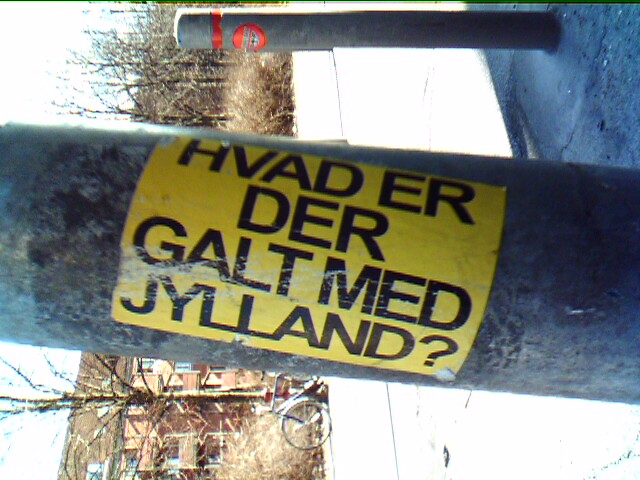 HVAD ER
DER
GALT MED
JYLLAND?